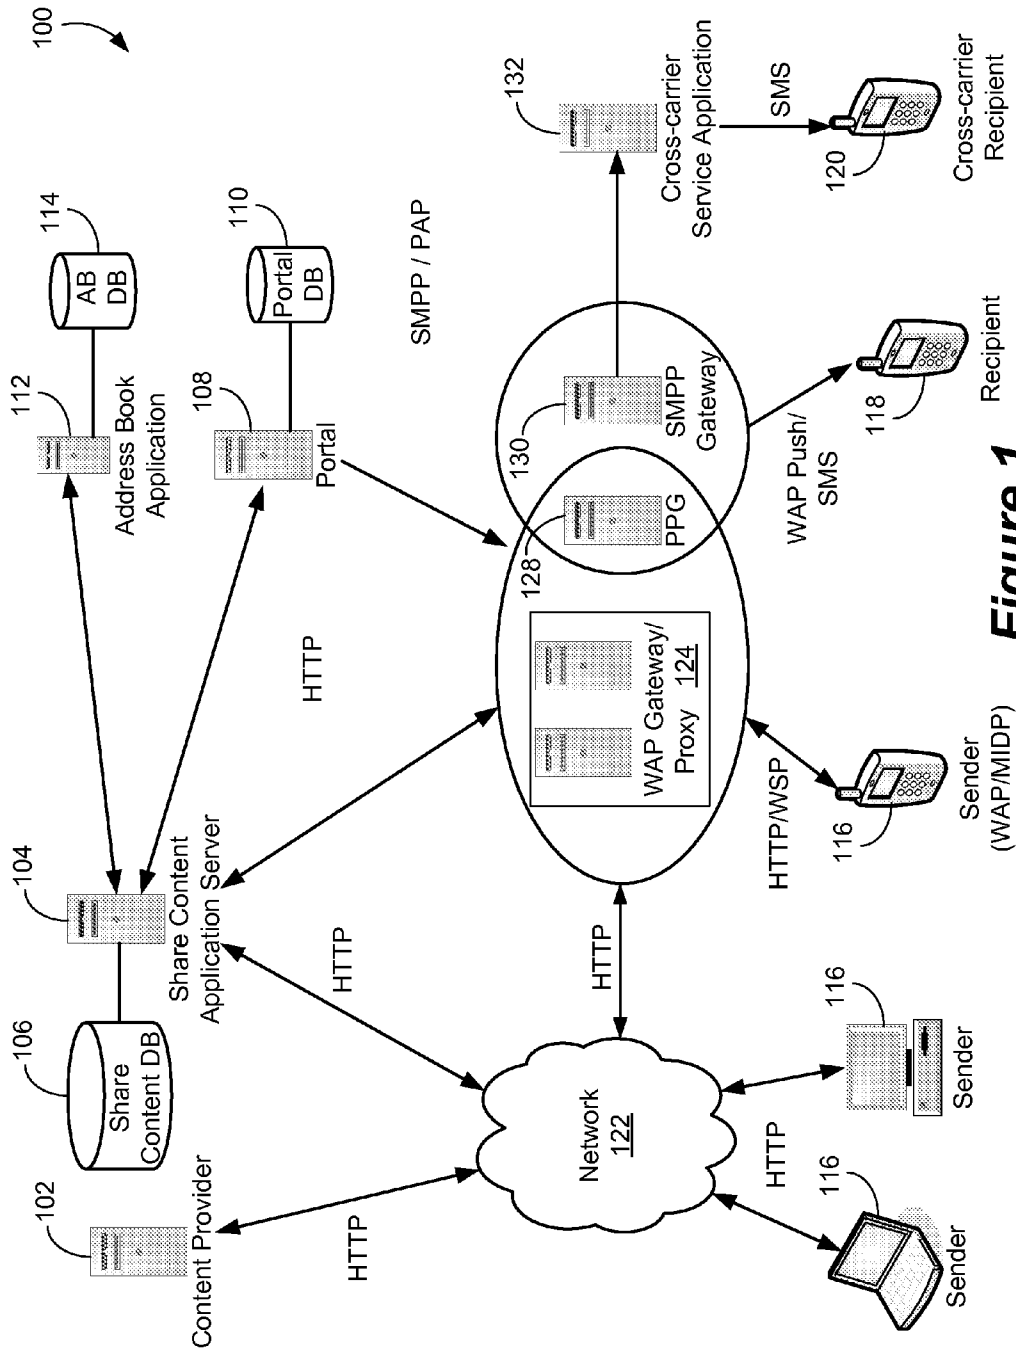 100
102
Content Provider
106
Share
Content DB
104
Share Content
Application Server
112
Address Book
Application
114
AB
DB
108
Portal
110
Portal
DB
HTTP
HTTP
HTTP
SMPP / PAP
Network
122
HTTP
WAP Gateway/
Proxy 124
128
PPG
130
SMPP
Gateway
132
Cross-carrier
Service Application
HTTP
HTTP/WSP
WAP Push/
SMS
SMS
116
Sender
116
Sender
116
Sender
(WAP/MIDP)
118
Recipient
120
Cross-carrier
Recipient
Figure 1